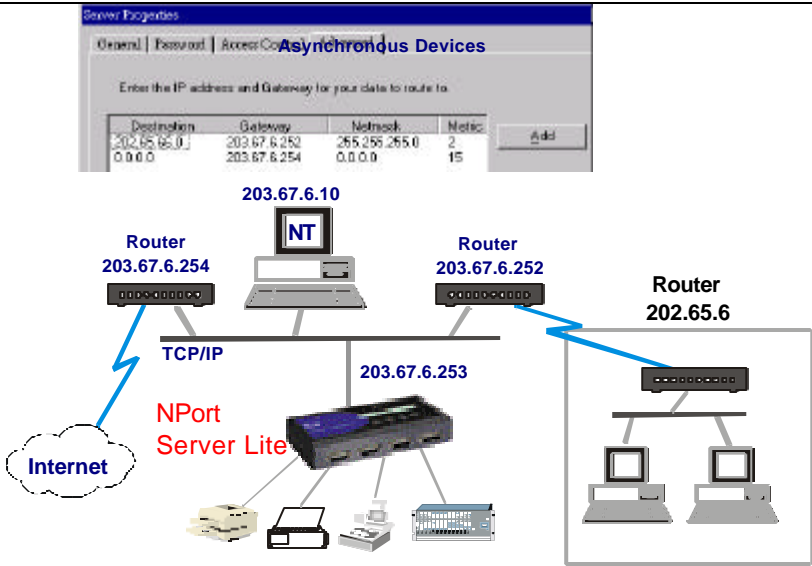 Server Properties
General Password Access Control
Asynchronous Devices
Enter the IP address and Gateway for your data to route to.
Destination Gateway Netmask Metric
202.65.66.0 203.67.6.252 255.255.255.0 2
0.0.0.0 203.67.6.254 0.0.0.0 15
Add
203.67.6.10
NT
Router
203.67.6.254
Router
203.67.6.252
Router
202.65.6
TCP/IP
203.67.6.253
NPort
Server Lite
Internet